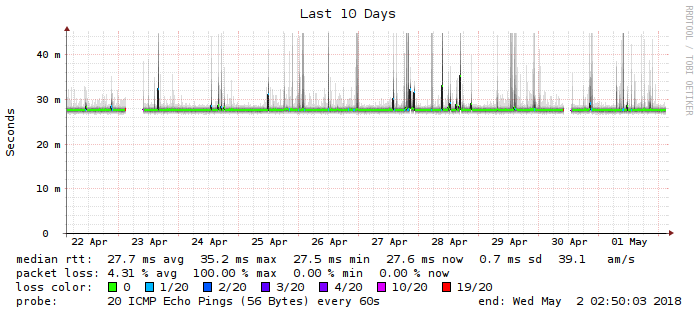 Last 10 Days
RRDTOOL / TOBI OETIKER
Seconds
40 m
30 m
20 m
10 m
0
22 Apr 23 Apr 24 Apr 25 Apr 26 Apr 27 Apr 28 Apr 29 Apr 30 Apr 01 May
median rtt: 27.7 ms avg 35.2 ms max 27.5 ms min 27.6 ms now 0.7 ms sd 39.1 am/s
packet loss: 4.31 % avg 100.00 % max 0.00 % min 0.00 % now
loss color: 0 1/20 2/20 3/20 4/20 10/20 19/20
probe: 20 ICMP Echo Pings (56 Bytes) every 60s end: Wed May 2 02:50:03 2018